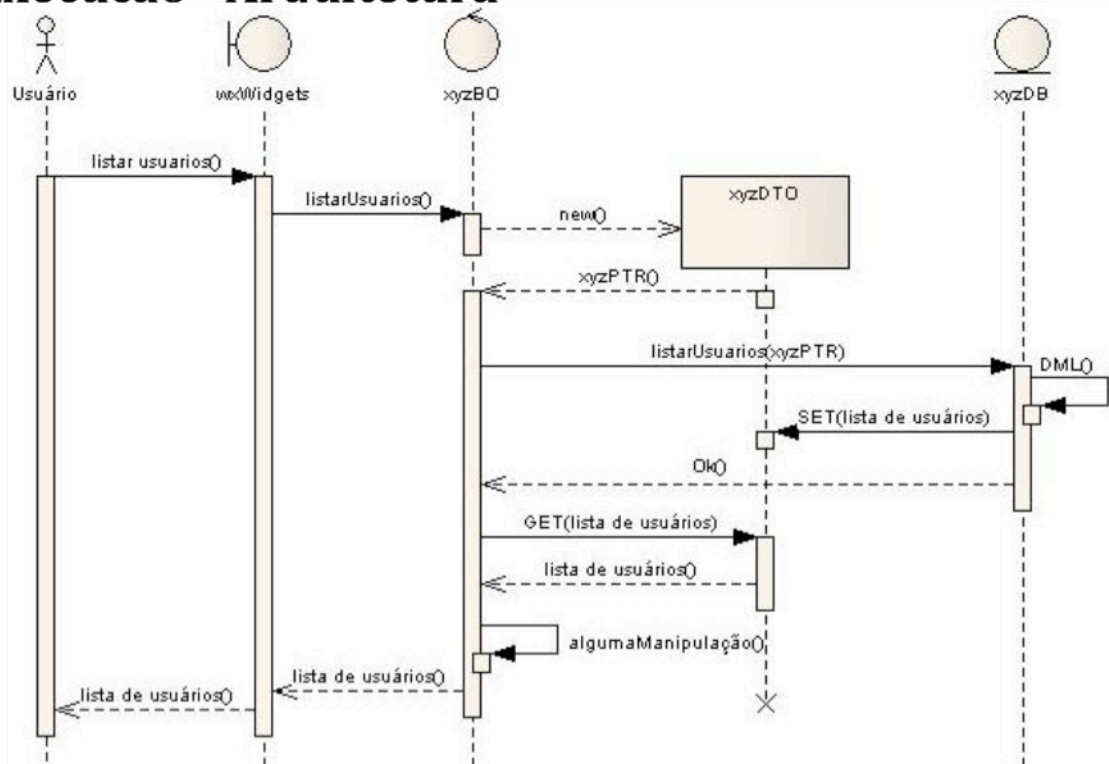 Usuário
wxWidgets
xyzBO
xyzDB
listar usuarios()
listarUsuarios()
new()
xyzDTO
xyzPTR()
listarUsuarios(xyzPTR)
DML()
SET(lista de usuários)
Ok()
GET(lista de usuários)
lista de usuários()
algumaManipulação()
lista de usuários()
lista de usuários()